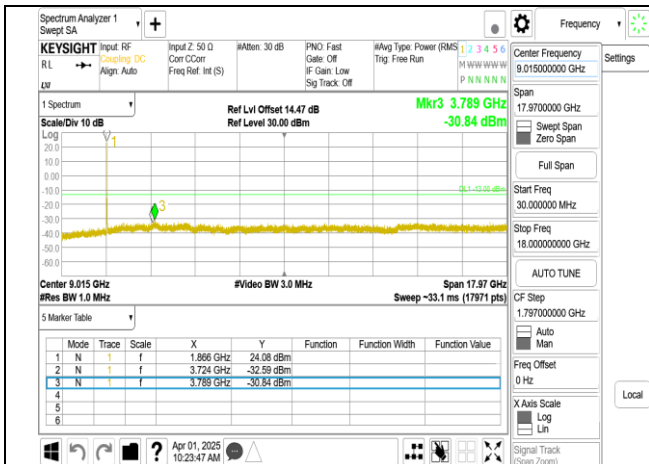 Spectrum Analyzer 1
Swept SA
Frequency
KEYSIGHT
RL
LXI
Input: RF
Coupling: DC
Align: Auto
Input Z: 50 Ω
Corr CCorr
Freq Ref: Int (S)
#Atten: 30 dB
PNO: Fast
Gate: Off
IF Gain: Low
Sig Track: Off
#Avg Type: Power (RMS
Trig: Free Run
1 2 3 4 5 6
M W W W W W
P N N N N N
1 Spectrum
Scale/Div 10 dB
Ref Lvl Offset 14.47 dB
Ref Level 30.00 dBm
Mkr3 3.789 GHz
-30.84 dBm
Log
20.0
10.0
0.00
-10.0
-20.0
-30.0
-40.0
-50.0
-60.0
1
3
DL1 -13.00 dBm
Center 9.015 GHz
#Res BW 1.0 MHz
#Video BW 3.0 MHz
Span 17.97 GHz
Sweep ~33.1 ms (17971 pts)
5 Marker Table
Mode Trace Scale X Y Function Function Width Function Value
1 N 1 f 1.866 GHz 24.08 dBm
2 N 1 f 3.724 GHz -32.59 dBm
3 N 1 f 3.789 GHz -30.84 dBm
4
5
6
?
Apr 01, 2025
10:23:47 AM
Center Frequency
9.015000000 GHz
Settings
Span
17.9700000 GHz
Swept Span
Zero Span
Full Span
Start Freq
30.000000 MHz
Stop Freq
18.000000000 GHz
AUTO TUNE
CF Step
1.797000000 GHz
Auto
Man
Freq Offset
0 Hz
X Axis Scale
Log
Lin
Local
Signal Track
(Span Zoom)